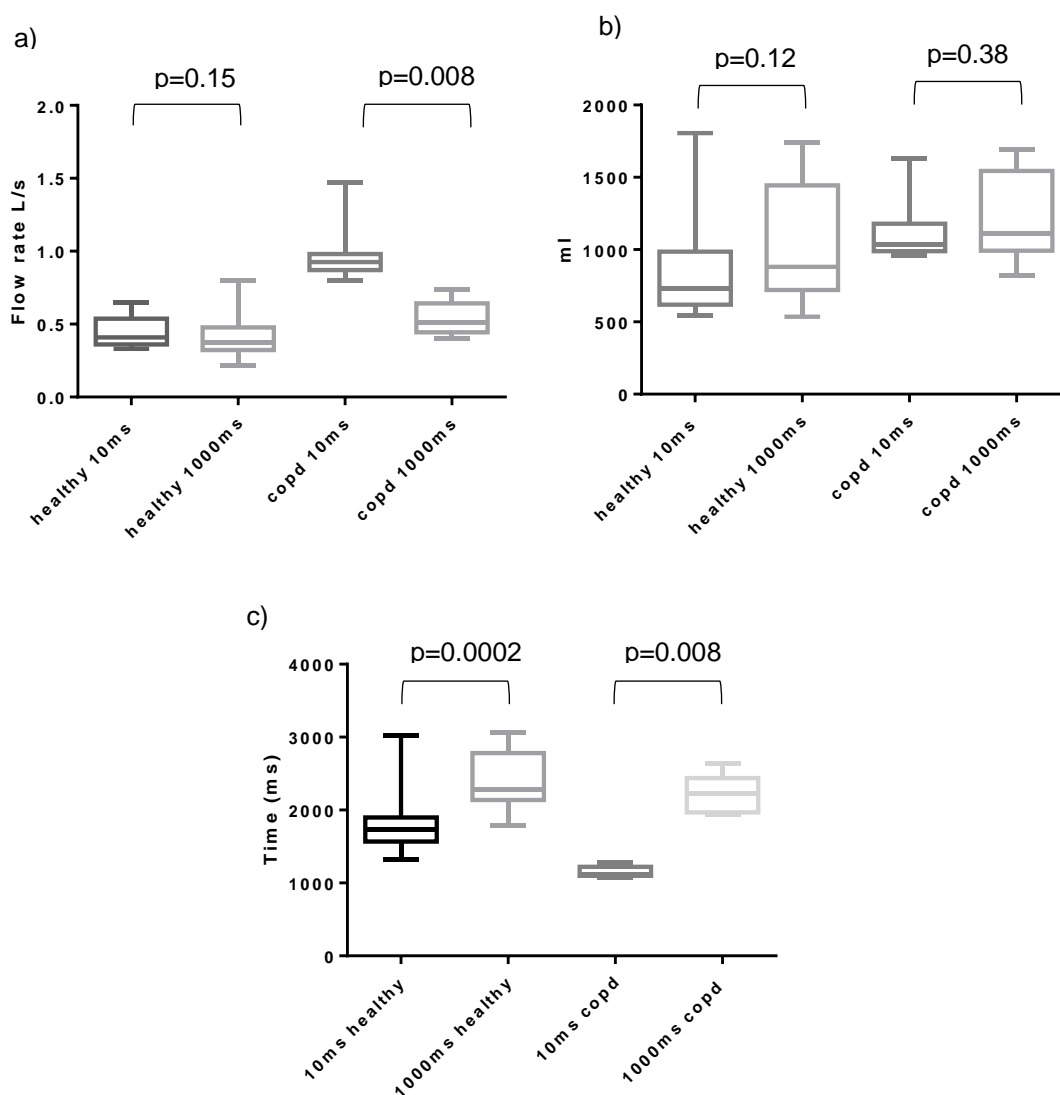 a)
p=0.15
p=0.008
2.0
1.5
1.0
0.5
0.0
Flow rate L/s
healthy 10ms
healthy 1000ms
copd 10ms
copd 1000ms
b)
p=0.12
p=0.38
2000
1500
1000
500
0
ml
healthy 10ms
healthy 1000ms
copd 10ms
copd 1000ms
c)
p=0.0002
p=0.008
4000
3000
2000
1000
0
Time (ms)
10ms healthy
1000ms healthy
10ms copd
1000ms copd